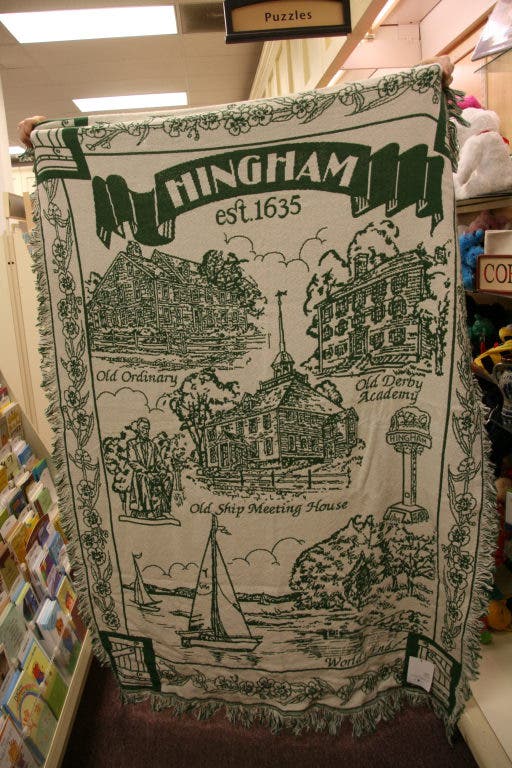 Puzzles
HINGHAM
est.1635
Old Ordinary
Old Derby
Academy
HINGHAM
Old Ship Meeting House
World's End